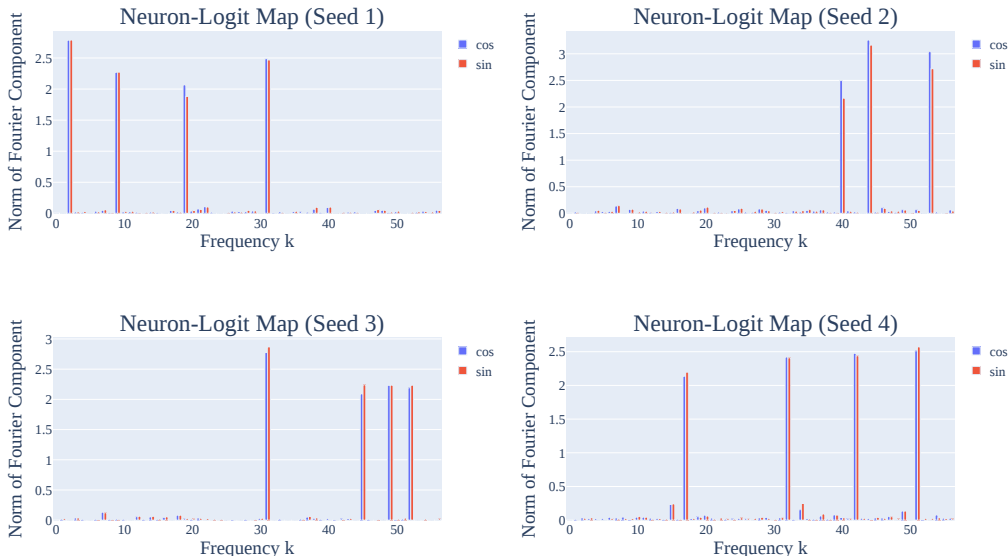 Neuron-Logit Map (Seed 1)
Norm of Fourier Component
2.5
2
1.5
1
0.5
0
0 10 20 30 40 50
Frequency k
cos
sin
Neuron-Logit Map (Seed 2)
Norm of Fourier Component
3
2.5
2
1.5
1
0.5
0
0 10 20 30 40 50
Frequency k
cos
sin
Neuron-Logit Map (Seed 3)
Norm of Fourier Component
3
2.5
2
1.5
1
0.5
0
0 10 20 30 40 50
Frequency k
cos
sin
Neuron-Logit Map (Seed 4)
Norm of Fourier Component
2.5
2
1.5
1
0.5
0
0 10 20 30 40 50
Frequency k
cos
sin